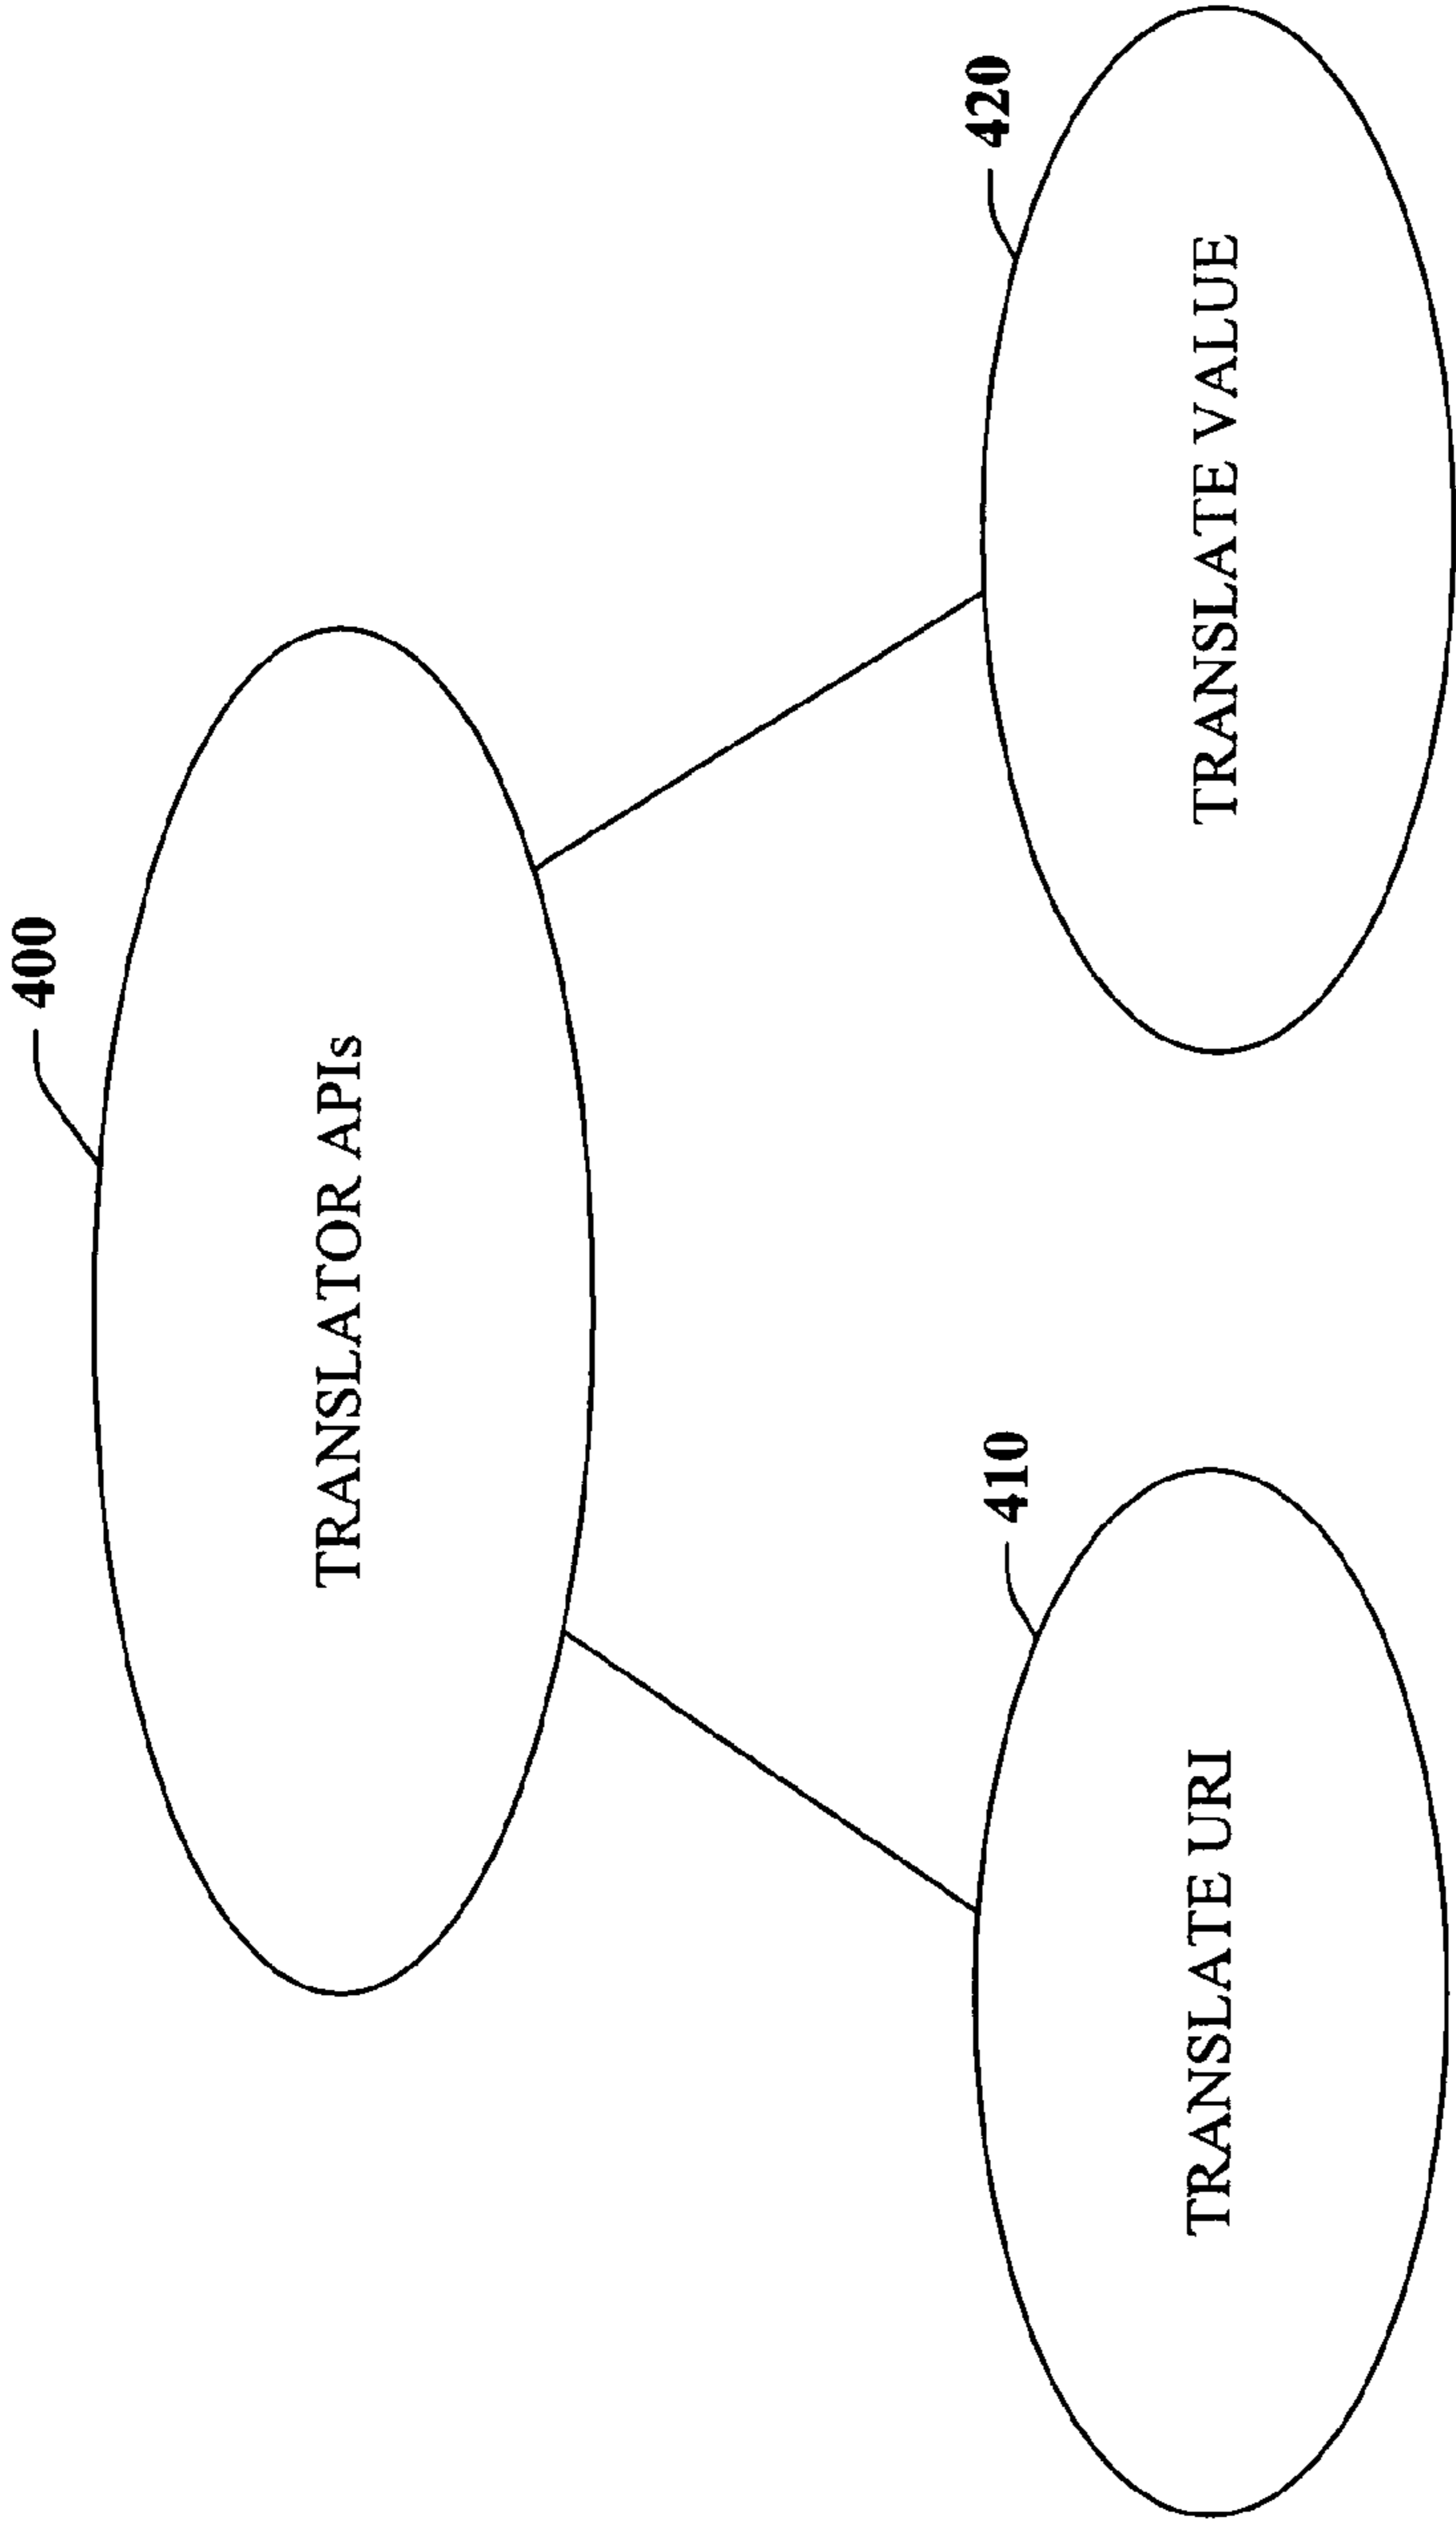 400
TRANSLATOR APIs
410
TRANSLATE URI
420
TRANSLATE VALUE